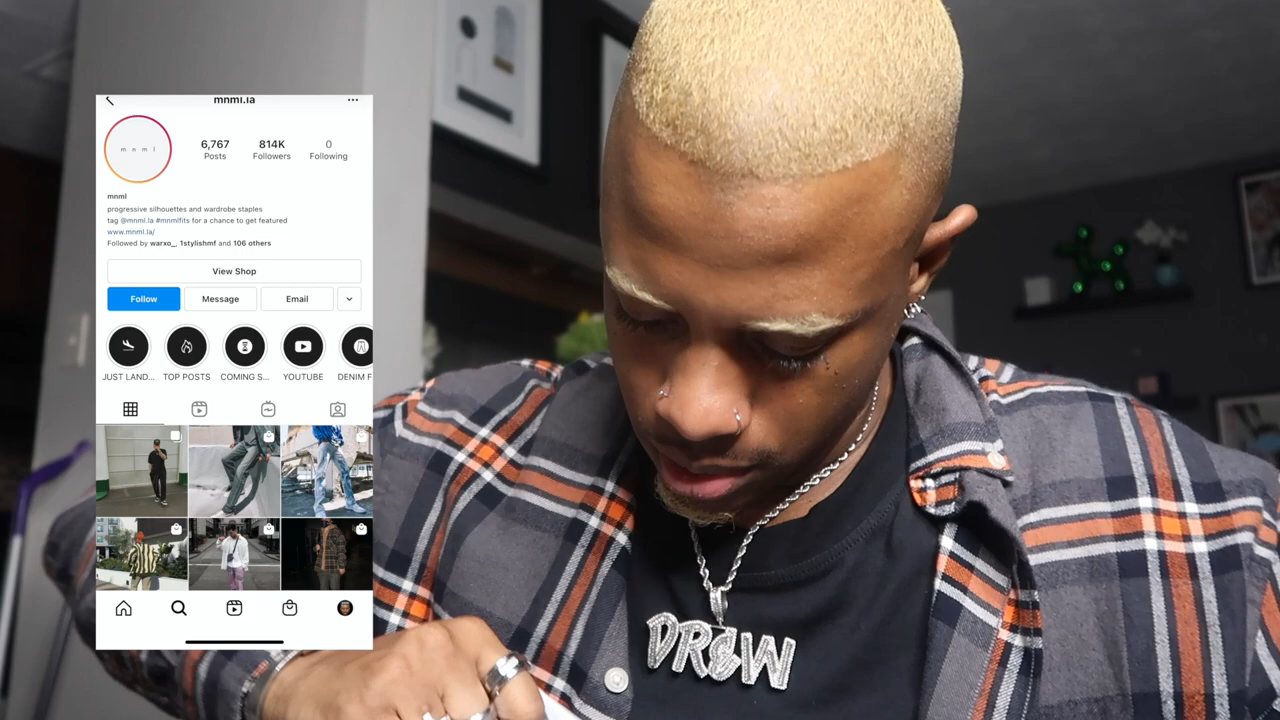 mnml.la
m n m l
6,767
814K
0
Posts
Followers
Following
mnml
progressive silhouettes and wardrobe staples
tag @mnml.la #mnmlfits for a chance to get featured
www.mnml.la/
Followed by warxo_, 1stylishmf and 106 others
View Shop
Follow
Message
Email
JUST LAND...
TOP POSTS
COMING S...
YOUTUBE
DENIM F
DREW